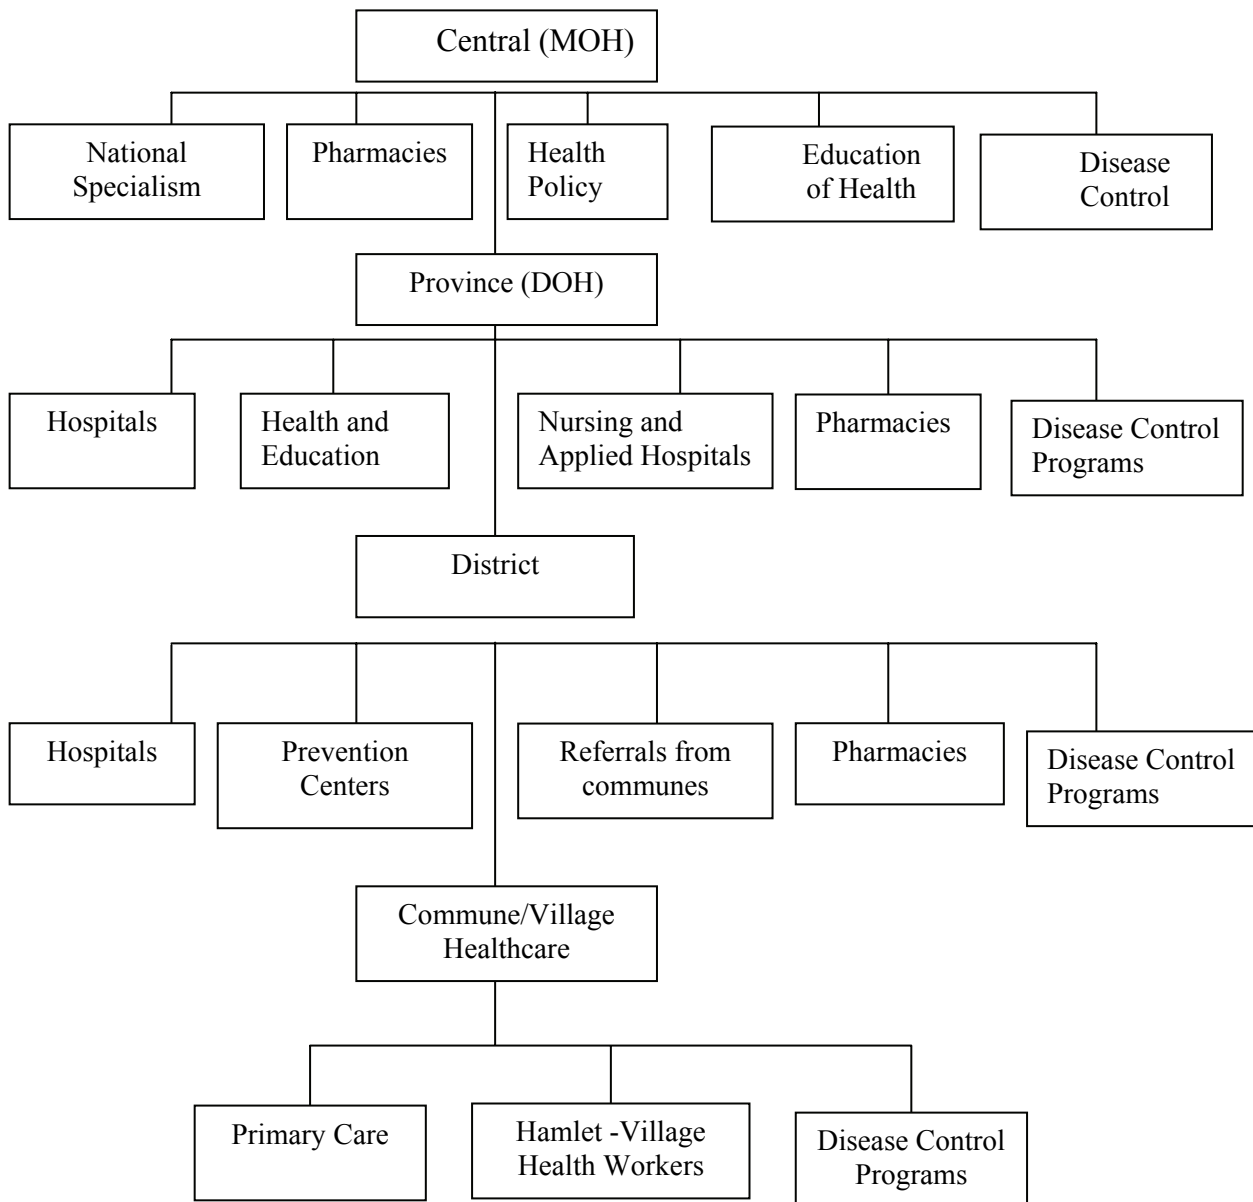 Central (MOH)
National
Specialism
Pharmacies
Health
Policy
Education
of Health
Disease
Control
Province (DOH)
Hospitals
Health and
Education
Nursing and
Applied Hospitals
Pharmacies
Disease Control
Programs
District
Hospitals
Prevention
Centers
Referrals from
communes
Pharmacies
Disease Control
Programs
Commune/Village
Healthcare
Primary Care
Hamlet -Village
Health Workers
Disease Control
Programs